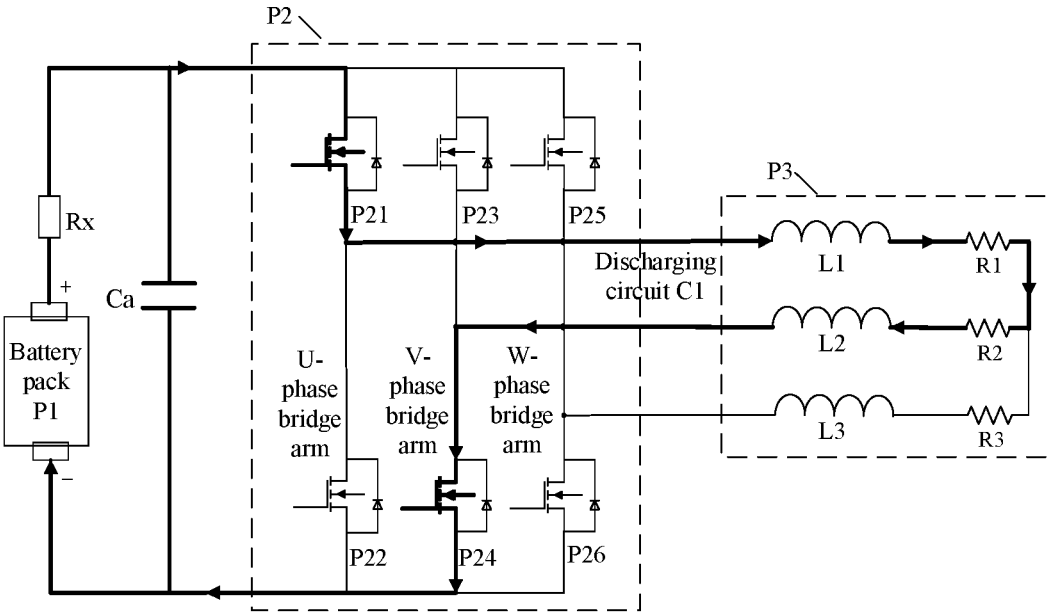 P2
P3
Rx
+
Ca
Battery
pack
P1
−
P21
P23
P25
Discharging
circuit C1
L1
R1
L2
R2
L3
R3
U-
phase
bridge
arm
V-
phase
bridge
arm
W-
phase
bridge
arm
P22
P24
P26